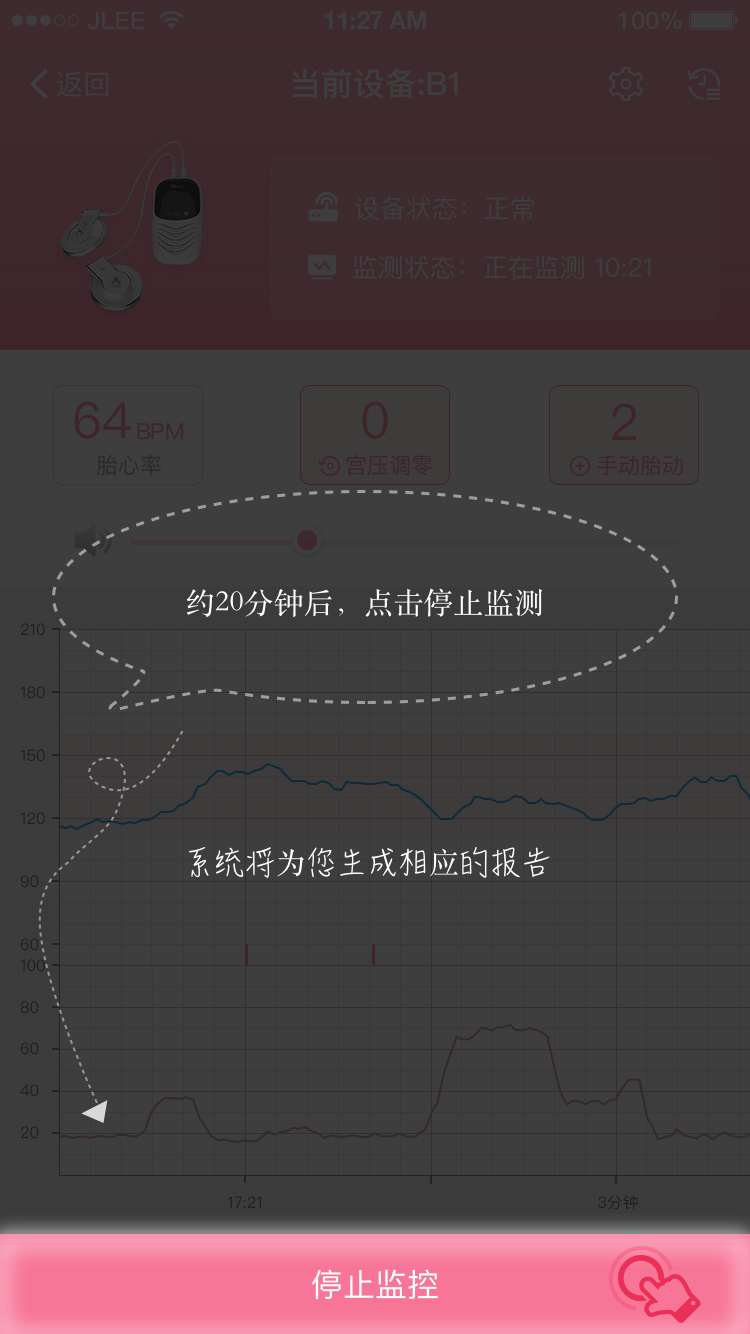 JLEE 11:27 AM 100%
返回 当前设备:B1
设备状态：正常
监测状态：正在监测 10:21
64 BPM
胎心率
0
宫压调零
2
手动胎动
约20分钟后，点击停止监测
210
180
150
120
系统将为您生成相应的报告
90
60
100
80
60
40
20
17:21 3分钟
停止监控